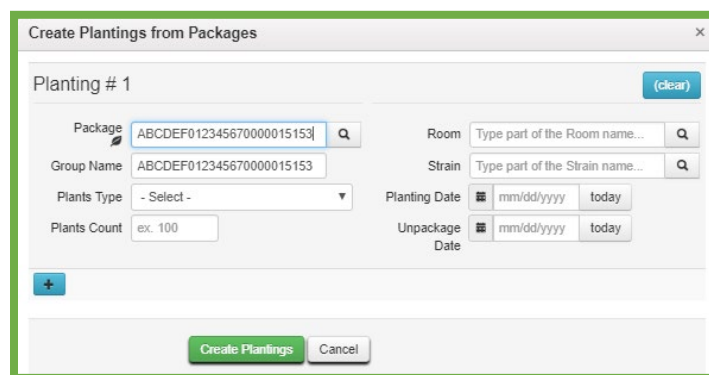 Create Plantings from Packages ×
Planting # 1 (clear)
Package ABCDEF012345670000015153 Room Type part of the Room name...
Group Name ABCDEF012345670000015153 Strain Type part of the Strain name...
Plants Type - Select - Planting Date mm/dd/yyyy today
Plants Count ex. 100 Unpackage Date mm/dd/yyyy today
+
Create Plantings Cancel